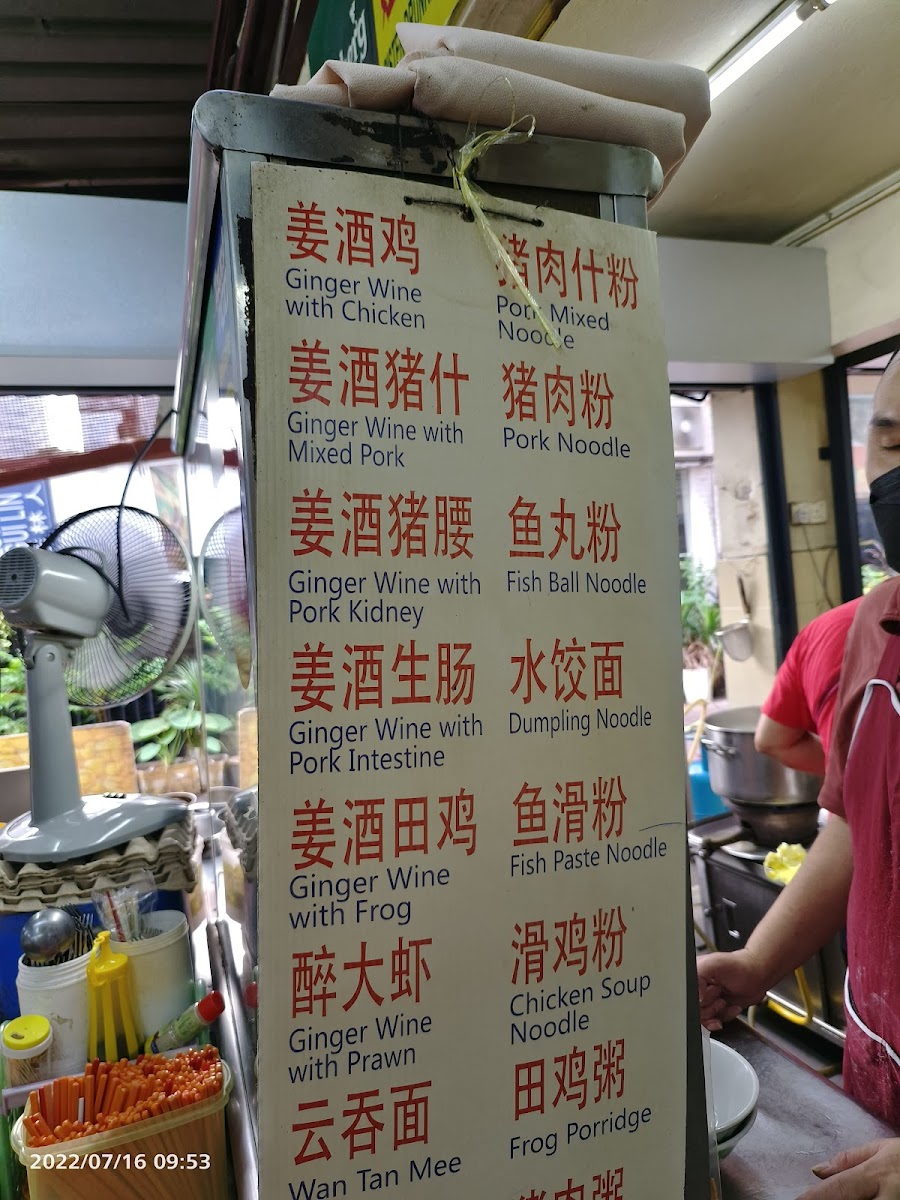 姜酒鸡
Ginger Wine
with Chicken
姜酒猪什
Ginger Wine with
Mixed Pork
姜酒猪腰
Ginger Wine with
Pork Kidney
姜酒生肠
Ginger Wine with
Pork Intestine
姜酒田鸡
Ginger Wine
with Frog
醉大虾
Ginger Wine
with Prawn
云吞面
Wan Tan Mee
猪肉什粉
Pork Mixed
Noodle
猪肉粉
Pork Noodle
鱼丸粉
Fish Ball Noodle
水饺面
Dumpling Noodle
鱼滑粉
Fish Paste Noodle
滑鸡粉
Chicken Soup
Noodle
田鸡粥
Frog Porridge
猪肉粥
2022/07/16 09:53